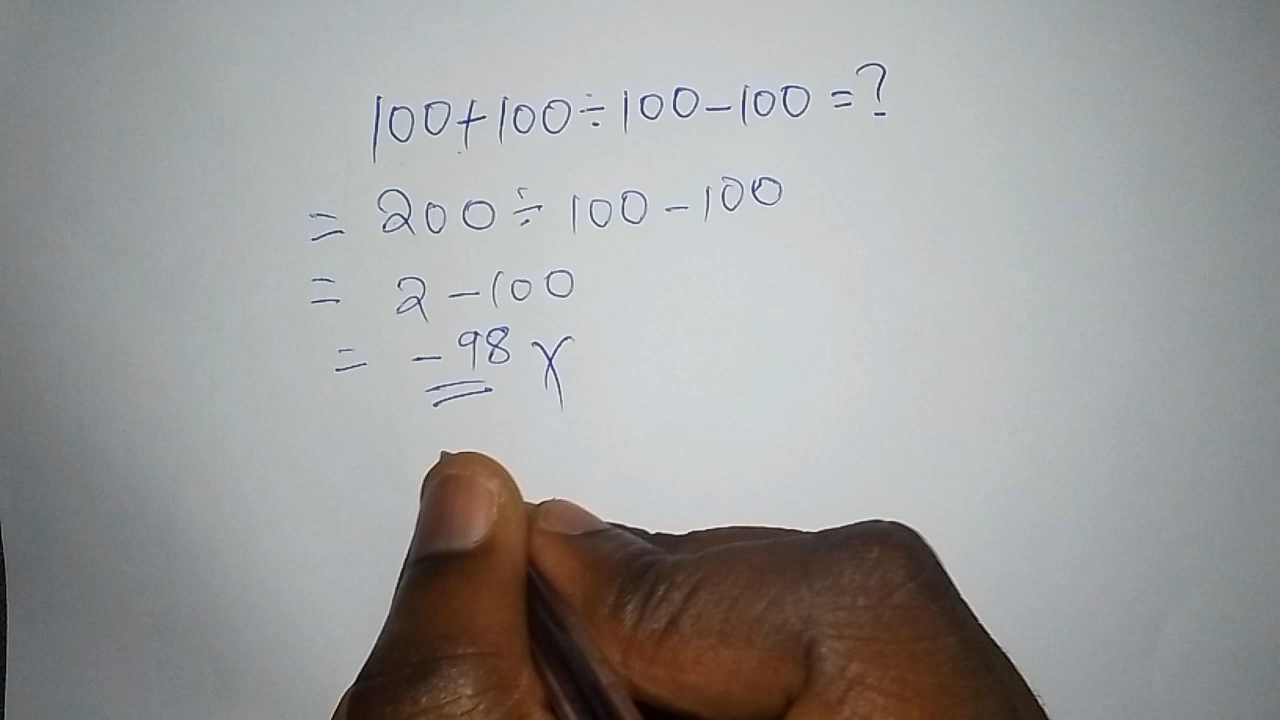 100+100÷100-100=?
= 200÷100-100
= 2-100
= -98 X